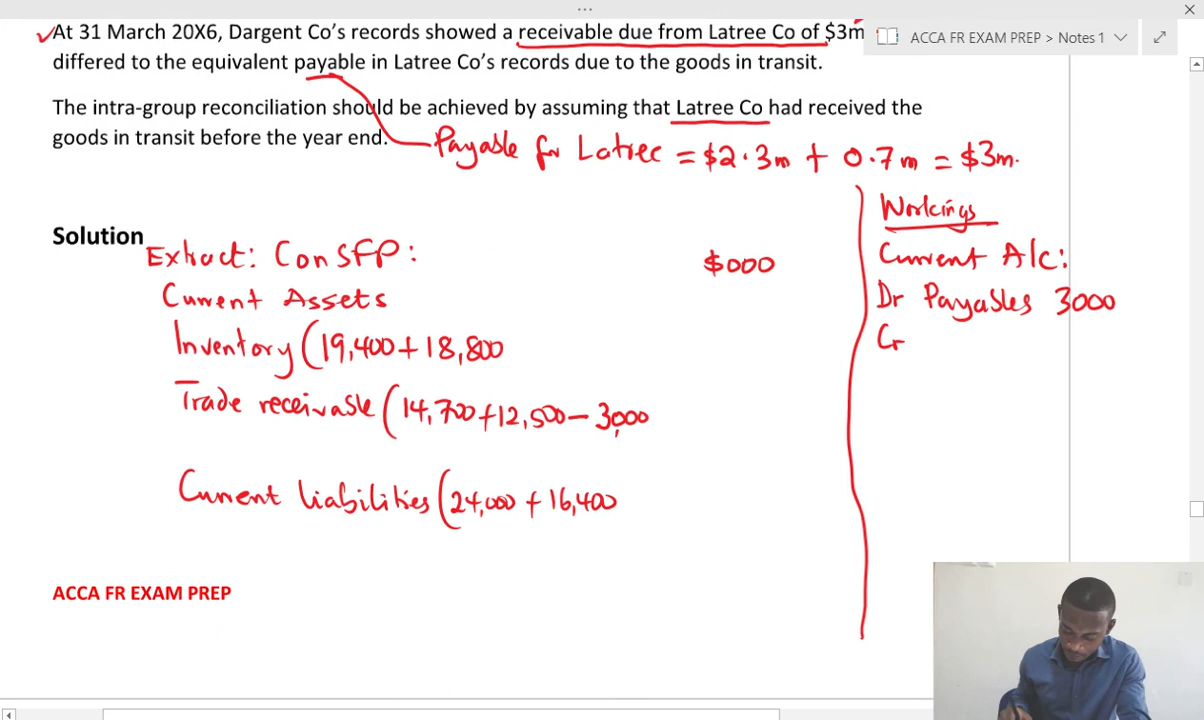 ACCA FR EXAM PREP > Notes 1
At 31 March 20X6, Dargent Co's records showed a receivable due from Latree Co of $3m
differed to the equivalent payable in Latree Co's records due to the goods in transit.
The intra-group reconciliation should be achieved by assuming that Latree Co had received the
goods in transit before the year end.
Payable for Latree = $2.3m + 0.7m = $3m.
Solution
Extract: ConSFP:
$000
Current Assets
Inventory (19,400+18,800
Trade receivable (14,700+12,500-3000
Current liabilities (24,000+16,400
Workings
Current A/c:
Dr Payables 3000
Cr
ACCA FR EXAM PREP